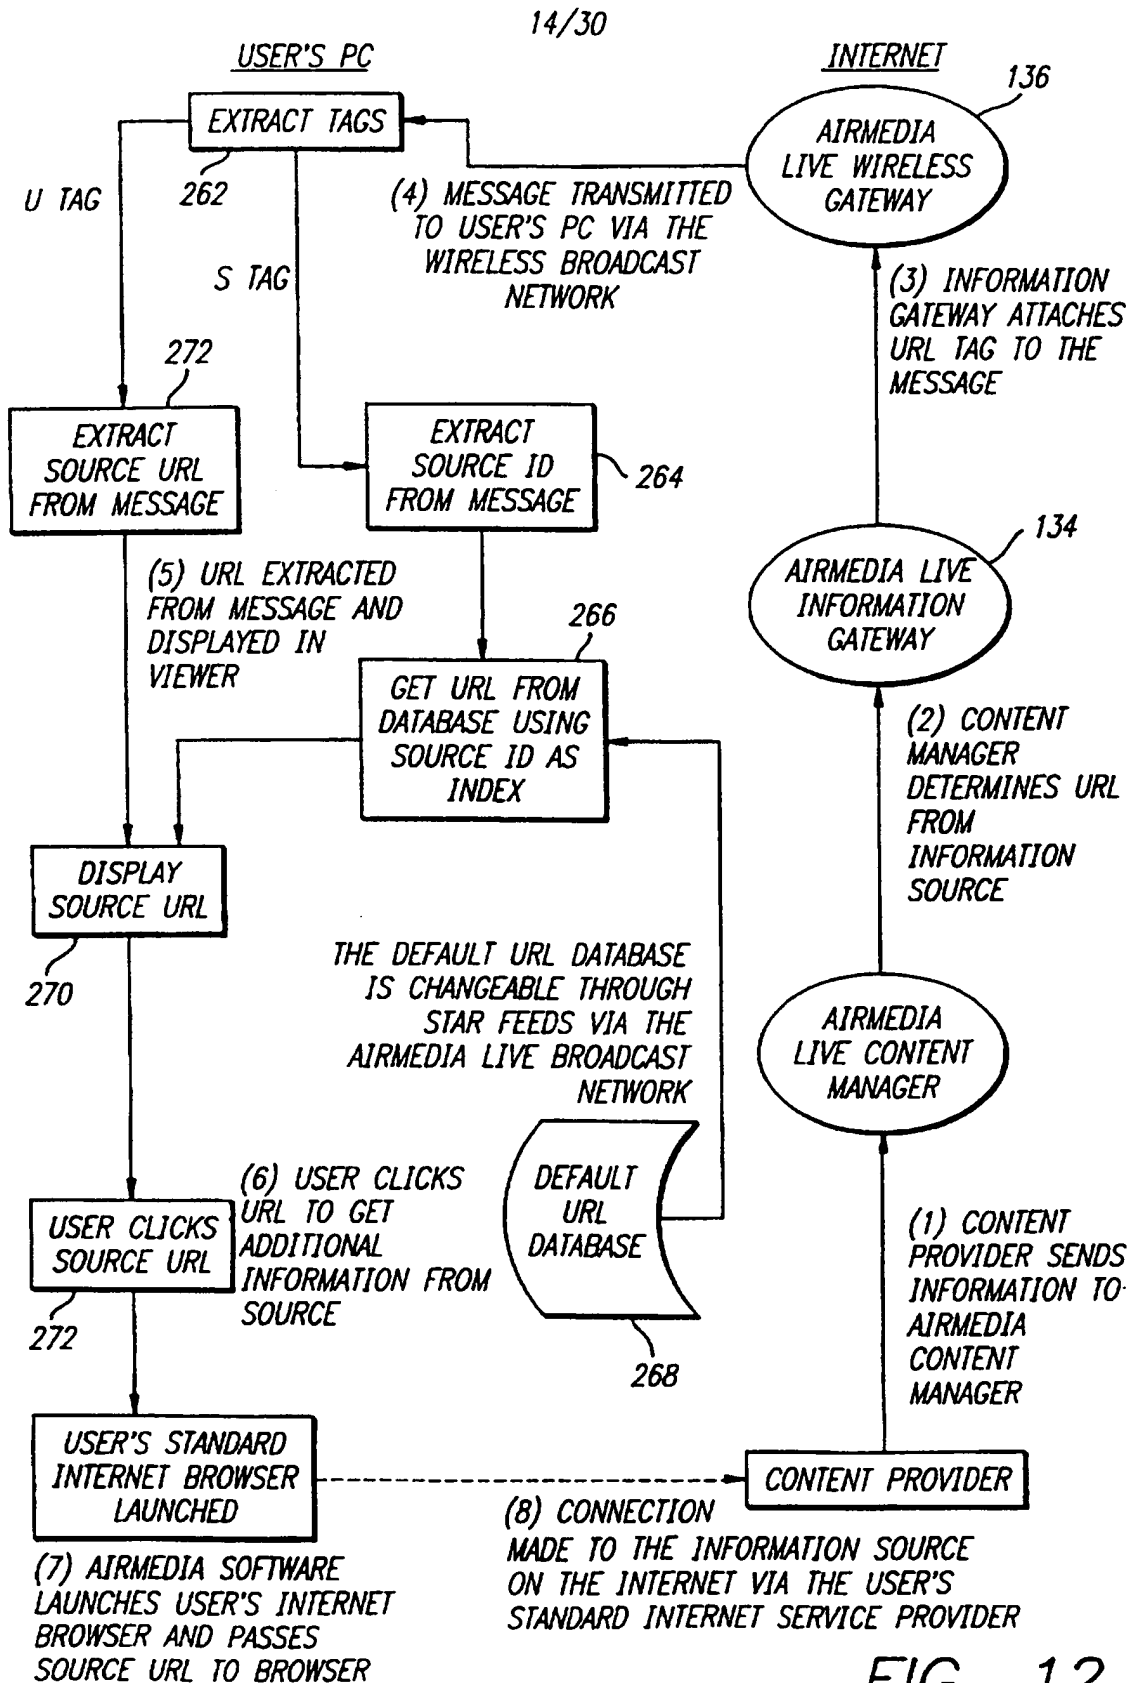 14/30
USER'S PC
INTERNET
136
EXTRACT TAGS
262
AIRMEDIA
LIVE WIRELESS
GATEWAY
U TAG
S TAG
(4) MESSAGE TRANSMITTED
TO USER'S PC VIA THE
WIRELESS BROADCAST
NETWORK
(3) INFORMATION
GATEWAY ATTACHES
URL TAG TO THE
MESSAGE
272
EXTRACT
SOURCE URL
FROM MESSAGE
EXTRACT
SOURCE ID
FROM MESSAGE
264
134
AIRMEDIA LIVE
INFORMATION
GATEWAY
(5) URL EXTRACTED
FROM MESSAGE AND
DISPLAYED IN
VIEWER
266
GET URL FROM
DATABASE USING
SOURCE ID AS
INDEX
(2) CONTENT
MANAGER
DETERMINES URL
FROM
INFORMATION
SOURCE
DISPLAY
SOURCE URL
270
THE DEFAULT URL DATABASE
IS CHANGEABLE THROUGH
STAR FEEDS VIA THE
AIRMEDIA LIVE BROADCAST
NETWORK
AIRMEDIA
LIVE CONTENT
MANAGER
DEFAULT
URL
DATABASE
268
USER CLICKS
SOURCE URL
272
(6) USER CLICKS
URL TO GET
ADDITIONAL
INFORMATION FROM
SOURCE
(1) CONTENT
PROVIDER SENDS
INFORMATION TO
AIRMEDIA
CONTENT
MANAGER
USER'S STANDARD
INTERNET BROWSER
LAUNCHED
CONTENT PROVIDER
(7) AIRMEDIA SOFTWARE
LAUNCHES USER'S INTERNET
BROWSER AND PASSES
SOURCE URL TO BROWSER
(8) CONNECTION
MADE TO THE INFORMATION SOURCE
ON THE INTERNET VIA THE USER'S
STANDARD INTERNET SERVICE PROVIDER
FIG. 12